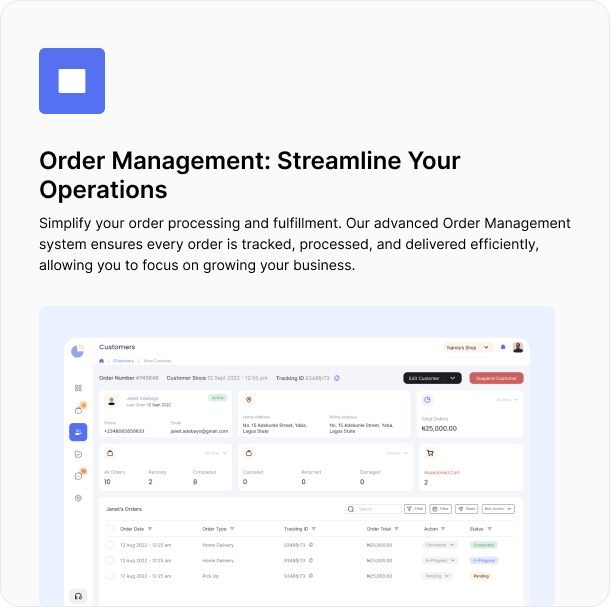 Order Management: Streamline Your
Operations
Simplify your order processing and fulfillment. Our advanced Order Management
system ensures every order is tracked, processed, and delivered efficiently,
allowing you to focus on growing your business.
Customers
Nanny's Shop
/ Customers / View Customer
Order Number #743648 Customer Since 12 Sept 2022 - 12:55 pm Tracking ID 9348fjr73
Edit Customer
Suspend Customer
Janet Adebayo
Last Order 12 Sept 2022
Active
Phone
+2348065650633
Email
janet.adebayo@gmail.com
Home Address
No. 15 Adekunle Street, Yaba,
Lagos State
Billing Address
No. 15 Adekunle Street, Yaba,
Lagos State
All-time
Total Orders
₦25,000.00
All-time
All Orders
10
Pending
2
Completed
8
All-time
Canceled
0
Returned
0
Damaged
0
Abandoned Cart
2
Janet's Orders
Search
Filter
Filter
Share
Bulk Action
Order Date Order Type Tracking ID Order Total Action Status
12 Aug 2022 - 12:25 am Home Delivery 9348fjr73 ₦25,000.00 Completed Completed
12 Aug 2022 - 12:25 am Home Delivery 9348fjr73 ₦25,000.00 In-Progress In-Progress
12 Aug 2022 - 12:25 am Pick Up 9348fjr73 ₦25,000.00 Pending Pending